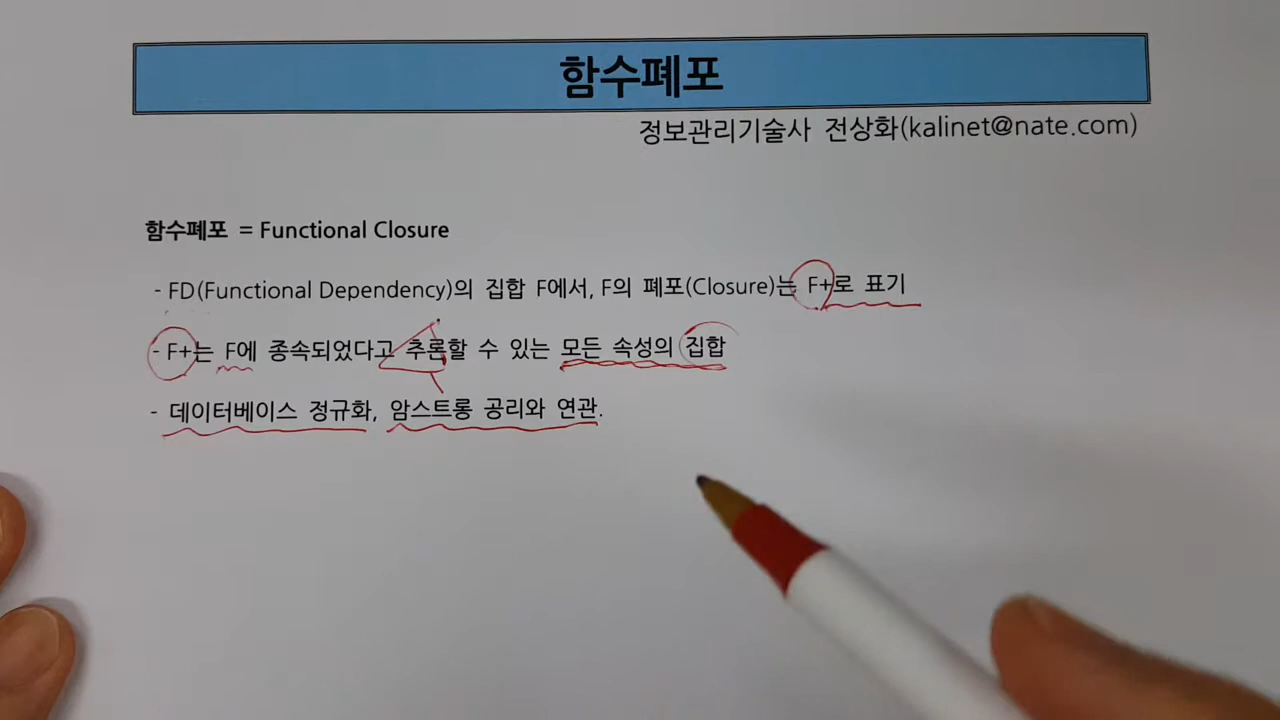 함수폐포
정보관리기술사 전상화(kalinet@nate.com)
함수폐포 = Functional Closure
- FD(Functional Dependency)의 집합 F에서, F의 폐포(Closure)는 F+로 표기
- F+는 F에 종속되었다고 추론할 수 있는 모든 속성의 집합
- 데이터베이스 정규화, 암스트롱 공리와 연관.